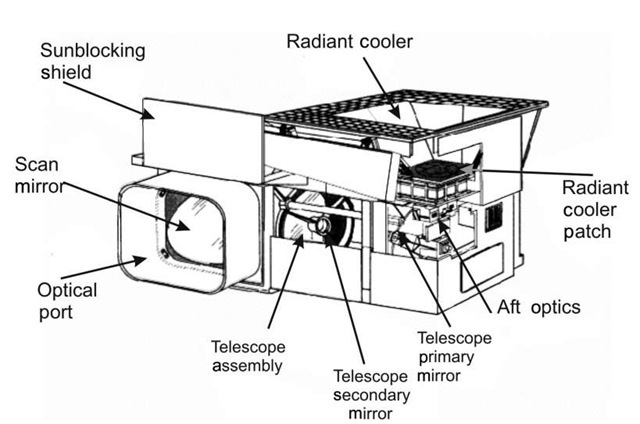 Radiant cooler
Sunblocking
shield
Scan
mirror
Radiant
cooler
patch
Optical
port
Aft optics
Telescope
assembly
Telescope
secondary
mirror
Telescope
primary
mirror